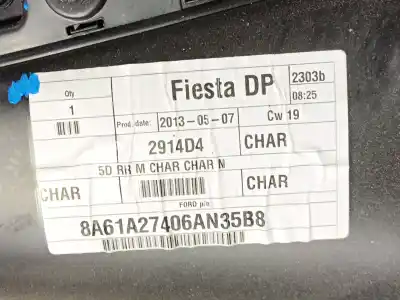 Qty
1
Fiesta DP
2303b
08:25
Prod. date: 2013-05-07
Cw 19
2914D4
CHAR
5D RH M CHAR CHAR N
CHAR
CHAR
FORD p/n
8A61A27406AN35B8